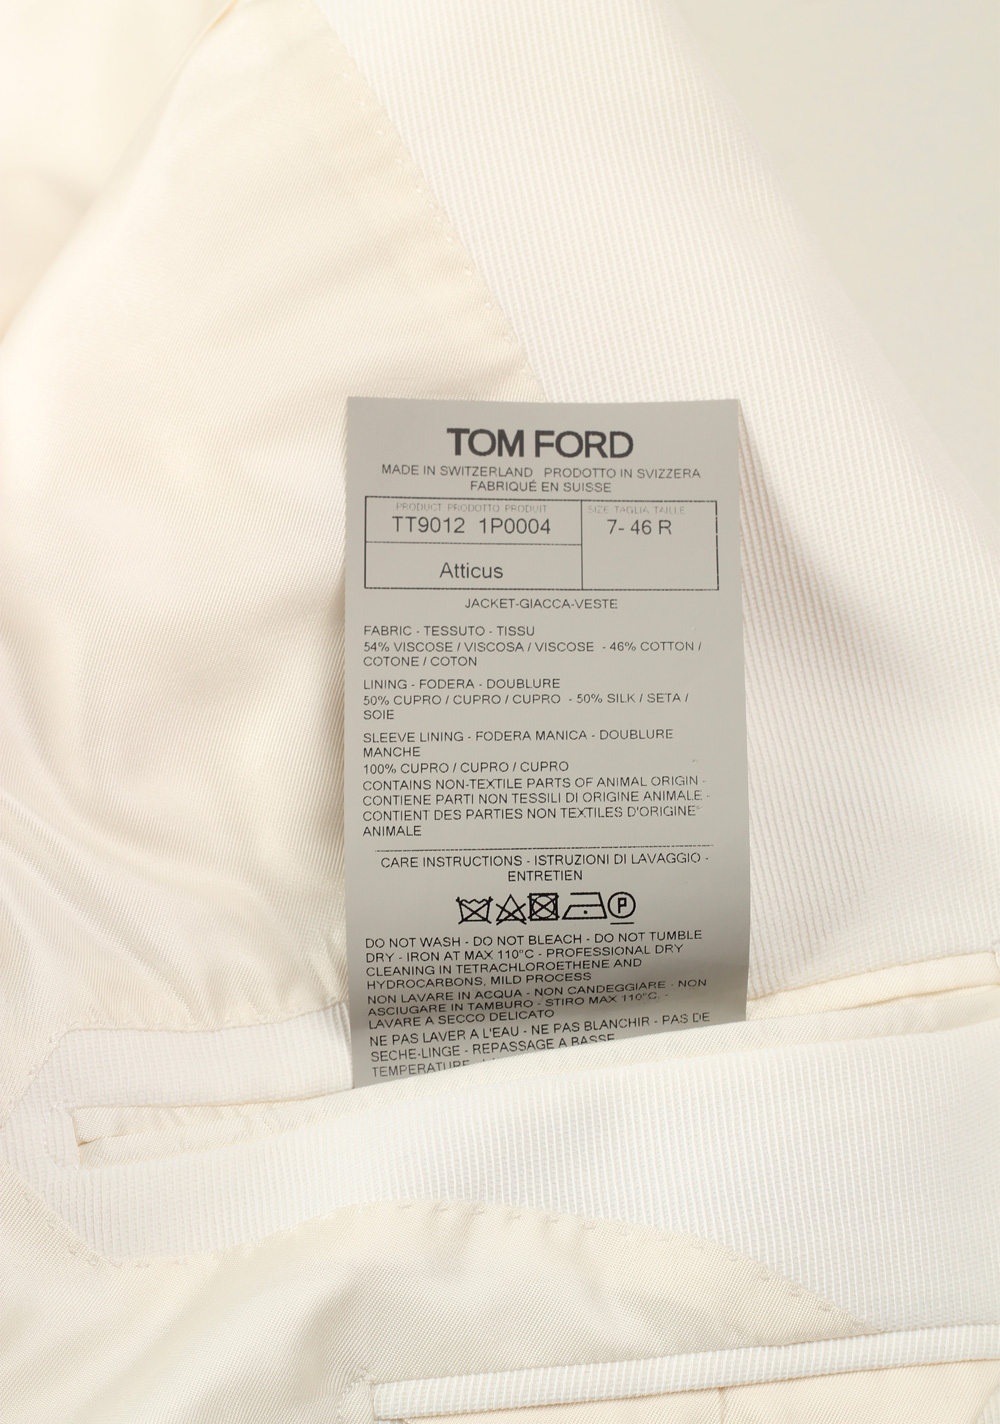 TOM FORD
MADE IN SWITZERLAND PRODOTTO IN SVIZZERA
FABRIQUÉ EN SUISSE
PRODUCT PRODOTTO PRODUIT
SIZE TAGLIA TAILLE
TT9012 1P0004
7- 46 R
Atticus
JACKET-GIACCA-VESTE
FABRIC - TESSUTO - TISSU
54% VISCOSE / VISCOSA / VISCOSE - 46% COTTON /
COTONE / COTON
LINING - FODERA - DOUBLURE
50% CUPRO / CUPRO / CUPRO - 50% SILK / SETA /
SOIE
SLEEVE LINING - FODERA MANICA - DOUBLURE
MANCHE
100% CUPRO / CUPRO / CUPRO
CONTAINS NON-TEXTILE PARTS OF ANIMAL ORIGIN -
CONTIENE PARTI NON TESSILI DI ORIGINE ANIMALE -
CONTIENT DES PARTIES NON TEXTILES D'ORIGINE
ANIMALE
CARE INSTRUCTIONS - ISTRUZIONI DI LAVAGGIO -
ENTRETIEN
P
DO NOT WASH - DO NOT BLEACH - DO NOT TUMBLE
DRY - IRON AT MAX 110°C - PROFESSIONAL DRY
CLEANING IN TETRACHLOROETHENE AND
HYDROCARBONS, MILD PROCESS
NON LAVARE IN ACQUA - NON CANDEGGIARE - NON
ASCIUGARE IN TAMBURO - STIRO MAX 110°C. -
LAVARE A SECCO DELICATO
NE PAS LAVER A L'EAU - NE PAS BLANCHIR - PAS DE
SECHE-LINGE - REPASSAGE A BASSE
TEMPERATURE -